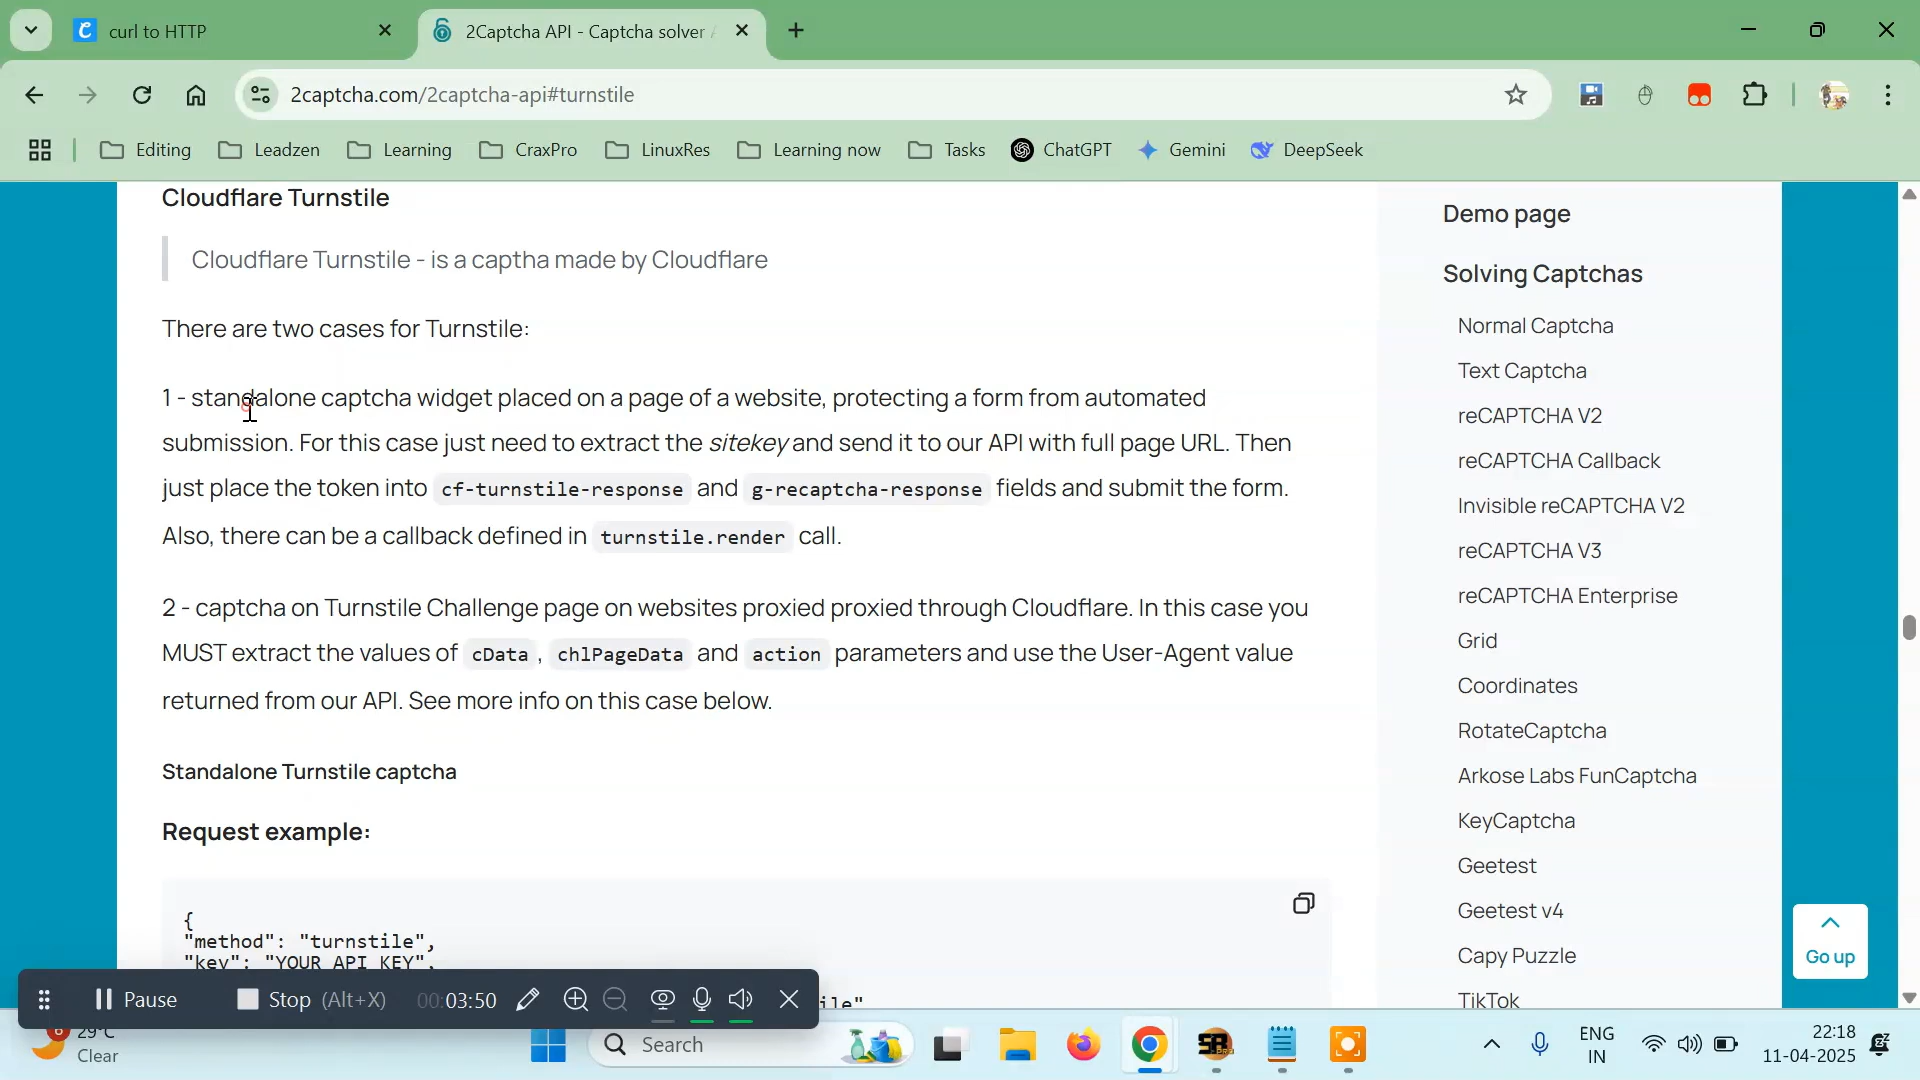 curl to HTTP
2Captcha API - Captcha solver
2captcha.com/2captcha-api#turnstile
Editing
Leadzen
Learning
CraxPro
LinuxRes
Learning now
Tasks
ChatGPT
Gemini
DeepSeek
Cloudflare Turnstile
Cloudflare Turnstile - is a captha made by Cloudflare
There are two cases for Turnstile:
1 - standalone captcha widget placed on a page of a website, protecting a form from automated
submission. For this case just need to extract the sitekey and send it to our API with full page URL. Then
just place the token into cf-turnstile-response and g-recaptcha-response fields and submit the form.
Also, there can be a callback defined in turnstile.render call.
2 - captcha on Turnstile Challenge page on websites proxied proxied through Cloudflare. In this case you
MUST extract the values of cData, chlPageData and action parameters and use the User-Agent value
returned from our API. See more info on this case below.
Standalone Turnstile captcha
Request example:
{
"method": "turnstile",
"key": "YOUR_API_KEY",
ile"
Demo page
Solving Captchas
Normal Captcha
Text Captcha
reCAPTCHA V2
reCAPTCHA Callback
Invisible reCAPTCHA V2
reCAPTCHA V3
reCAPTCHA Enterprise
Grid
Coordinates
RotateCaptcha
Arkose Labs FunCaptcha
KeyCaptcha
Geetest
Geetest v4
Capy Puzzle
TikTok
Go up
Pause
Stop (Alt+X)
00:03:50
29°C
Clear
Search
ENG
IN
22:18
11-04-2025